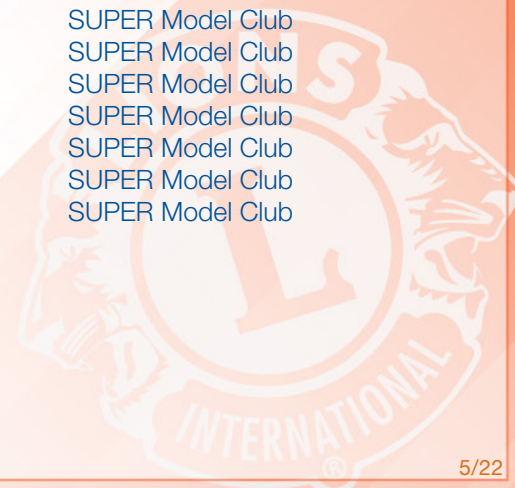 SUPER Model Club
SUPER Model Club
SUPER Model Club
SUPER Model Club
SUPER Model Club
SUPER Model Club
SUPER Model Club
LIONS
L
INTERNATIONAL
®
5/22